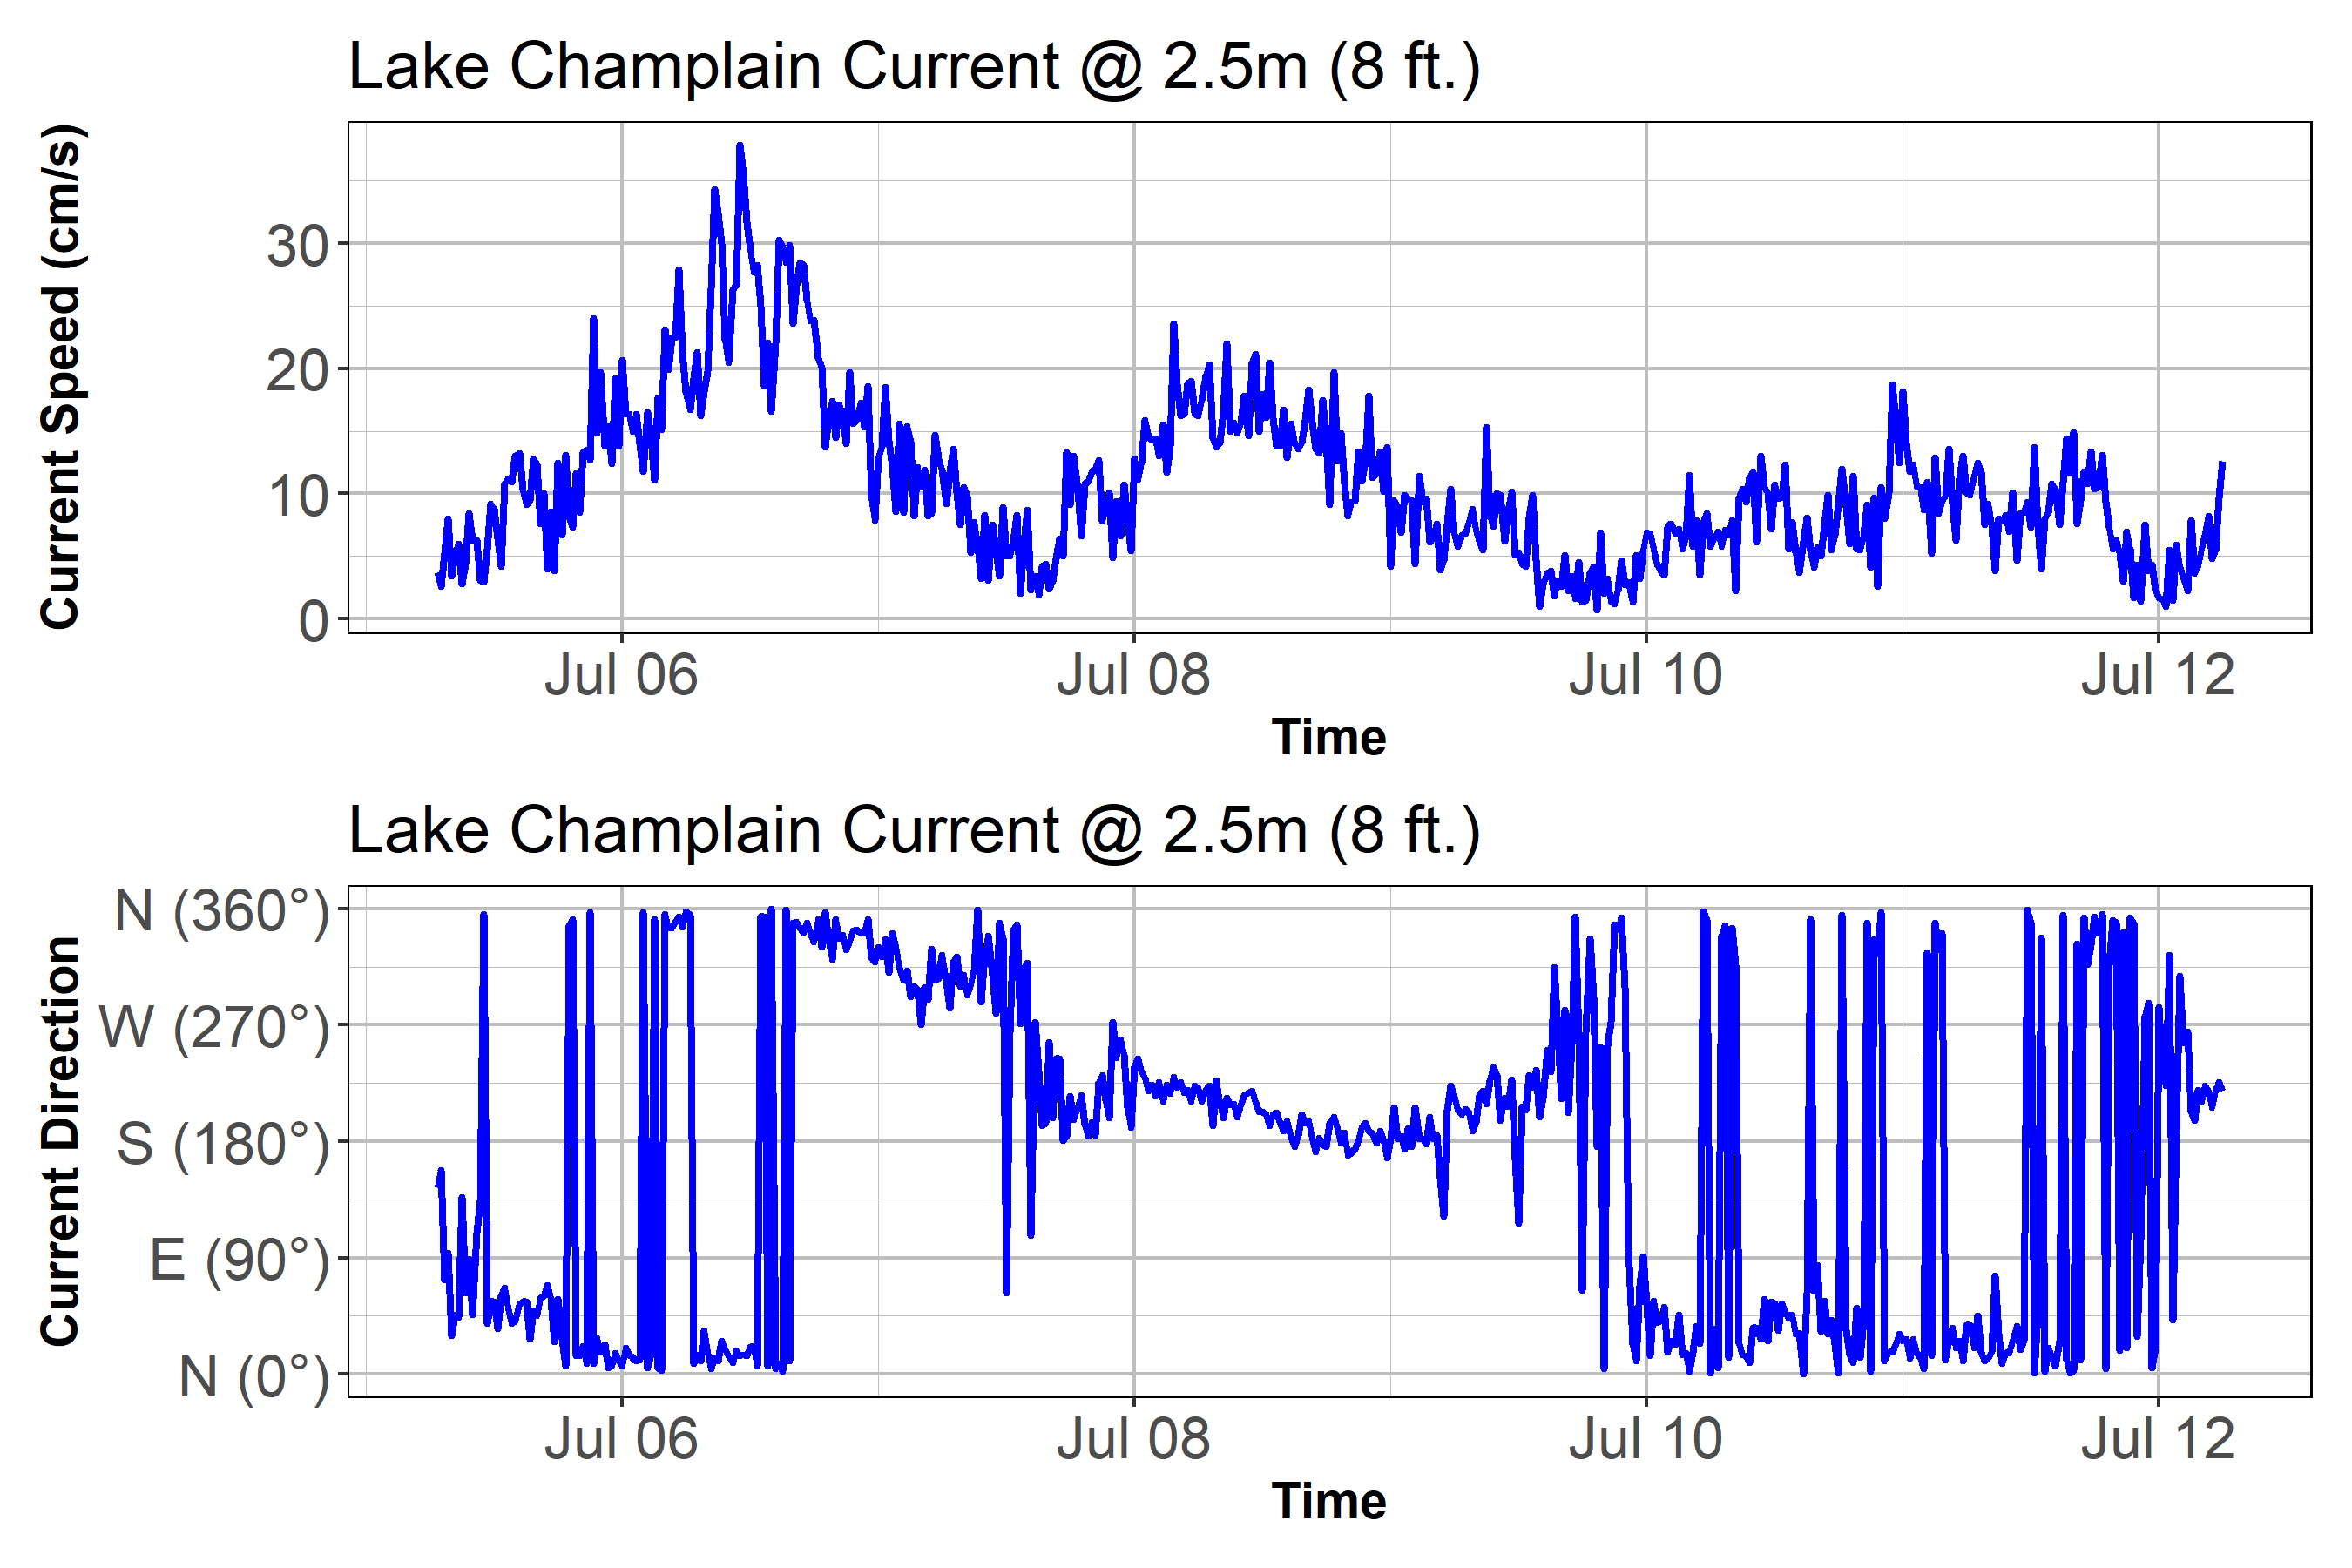 Lake Champlain Current @ 2.5m (8 ft.)
Current Speed (cm/s)
30
20
10
0
Jul 06 Jul 08 Jul 10 Jul 12
Time
Lake Champlain Current @ 2.5m (8 ft.)
Current Direction
N (360°)
W (270°)
S (180°)
E (90°)
N (0°)
Jul 06 Jul 08 Jul 10 Jul 12
Time